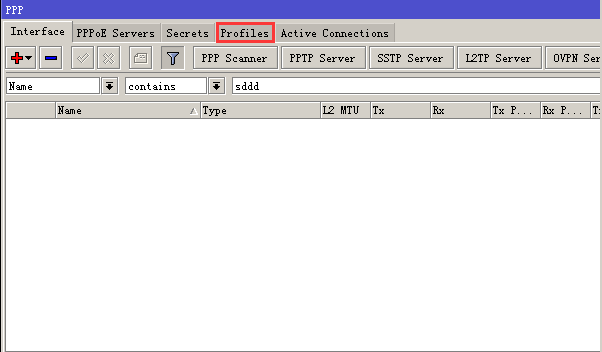 PPP
Interface PPPoE Servers Secrets Profiles Active Connections
PPP Scanner PPTP Server SSTP Server L2TP Server OVPN Ser
Name contains sddd
Name Type L2 MTU Tx Rx Tx P... Rx P... T